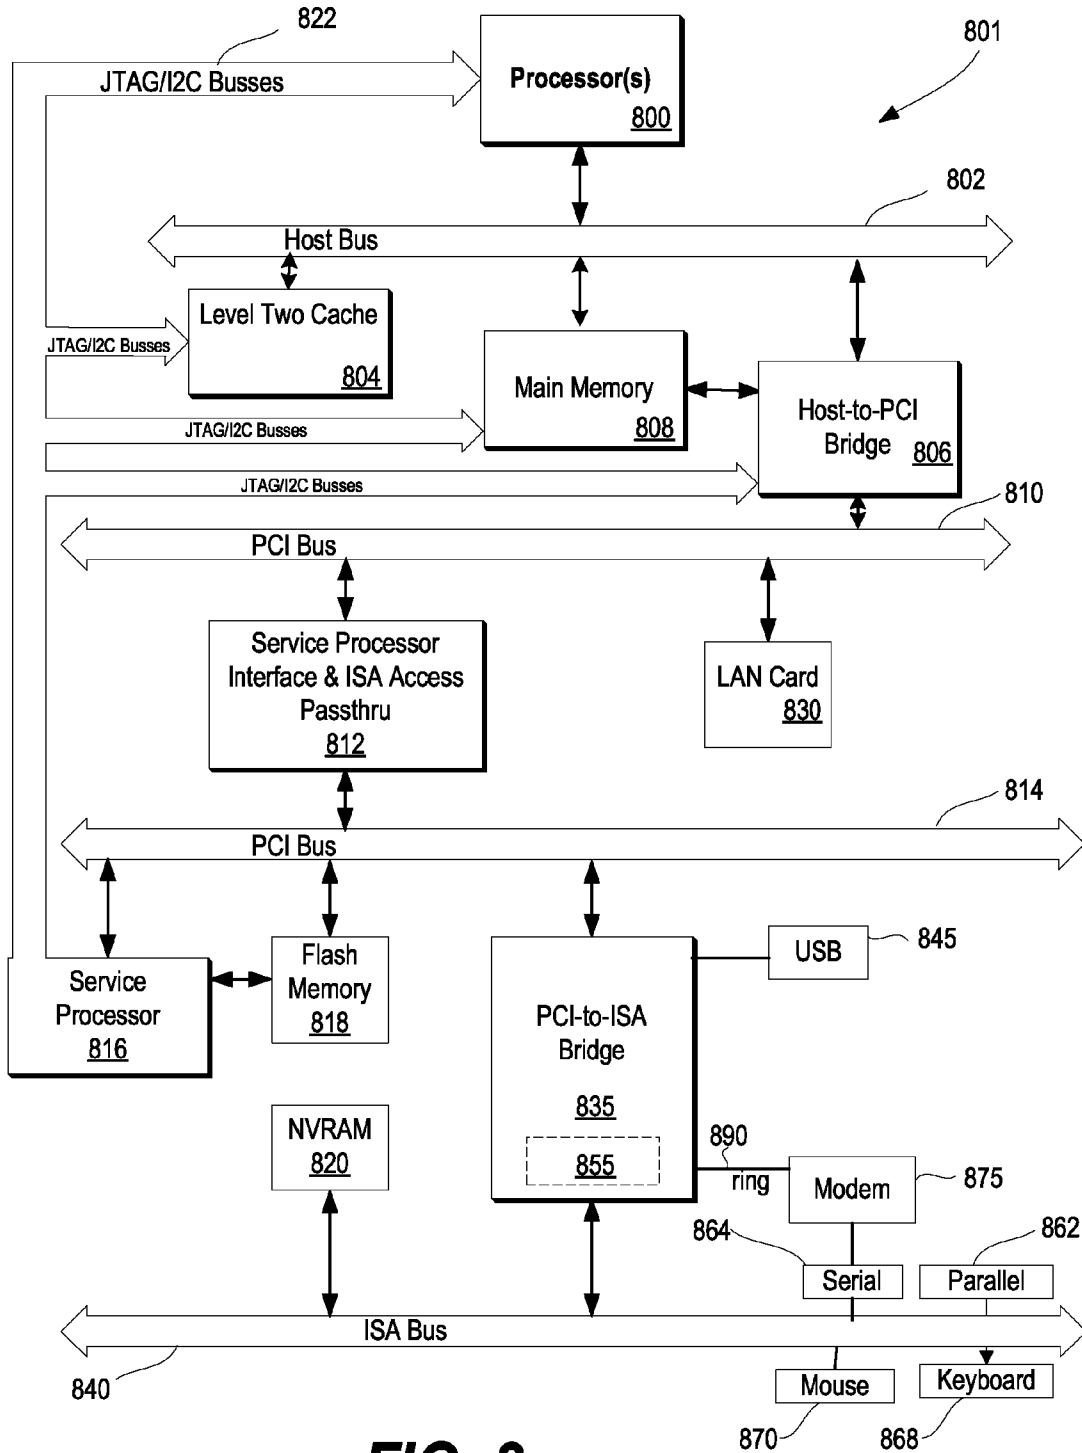 822
801
JTAG/I2C Busses
Processor(s)
800
802
Host Bus
Level Two Cache
804
JTAG/I2C Busses
Main Memory
808
Host-to-PCI
Bridge
806
JTAG/I2C Busses
JTAG/I2C Busses
810
PCI Bus
Service Processor
Interface & ISA Access
Passthru
812
LAN Card
830
814
PCI Bus
USB
845
Service
Processor
816
Flash
Memory
818
PCI-to-ISA
Bridge
835
855
NVRAM
820
890
ring
Modem
875
864
862
Serial
Parallel
ISA Bus
840
Mouse
Keyboard
870
868